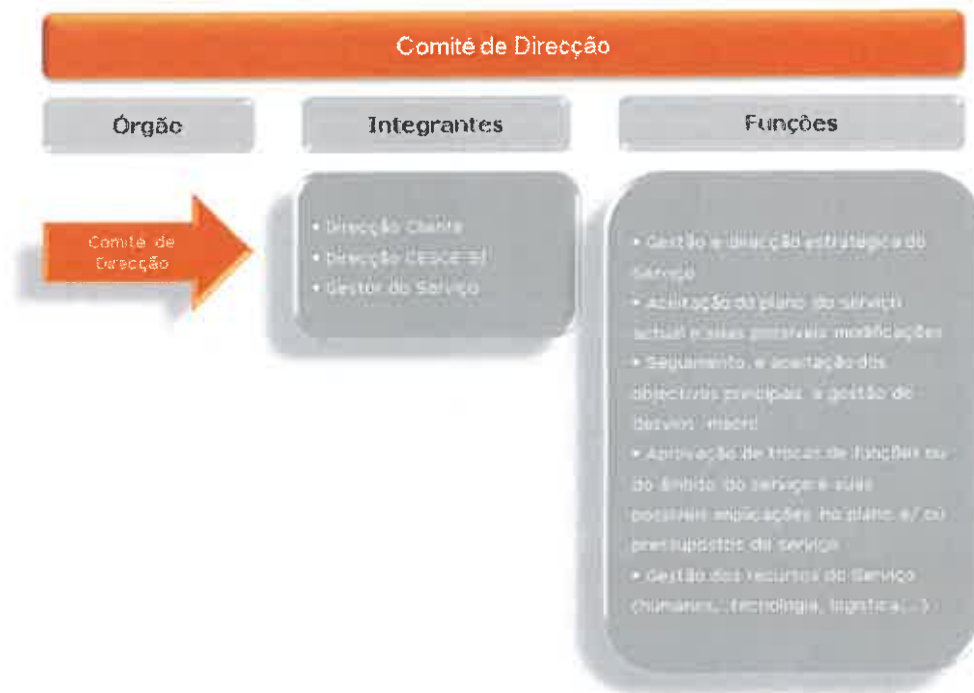 Comité de Direcção
Órgão
Integrantes
Funções
Comité de
Direcção
• Direcção Cliente
• Direcção CESCE SI
• Gestor do Serviço
• Gestão e direcção estratégica do
Serviço
• Aceitação do plano do serviço
actual e suas possíveis modificações
• Seguimento e aceitação dos
objectivos principais e gestão de
desvios macro
• Aprovação de trocas de funções ou
do âmbito do serviço e suas
possíveis implicações no plano e/ ou
pressupostos do serviço
• Gestão dos recursos do Serviço
(humanos, tecnologia, logística,..)